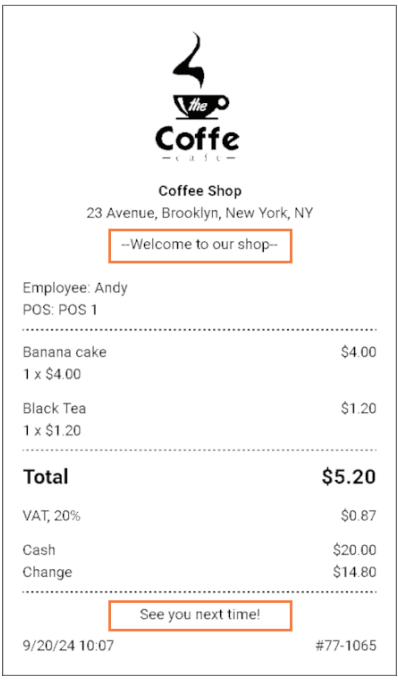 the
Coffe
cafe
Coffee Shop
23 Avenue, Brooklyn, New York, NY
--Welcome to our shop--
Employee: Andy
POS: POS 1
Banana cake $4.00
1 x $4.00
Black Tea $1.20
1 x $1.20
Total $5.20
VAT, 20% $0.87
Cash $20.00
Change $14.80
See you next time!
9/20/24 10:07 #77-1065